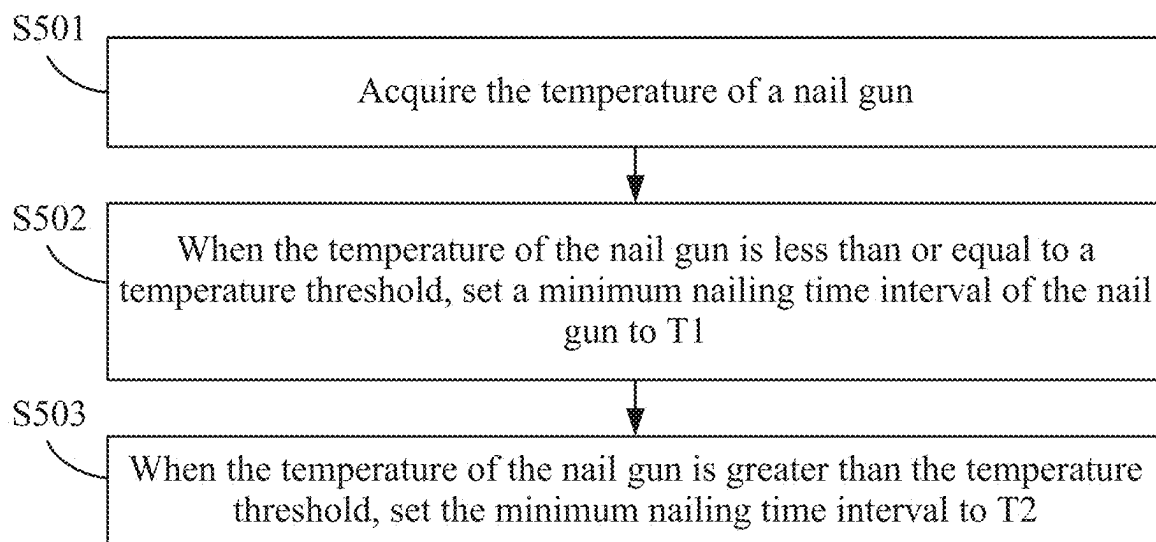 S501
Acquire the temperature of a nail gun
S502
When the temperature of the nail gun is less than or equal to a
temperature threshold, set a minimum nailing time interval of the nail
gun to T1
S503
When the temperature of the nail gun is greater than the temperature
threshold, set the minimum nailing time interval to T2